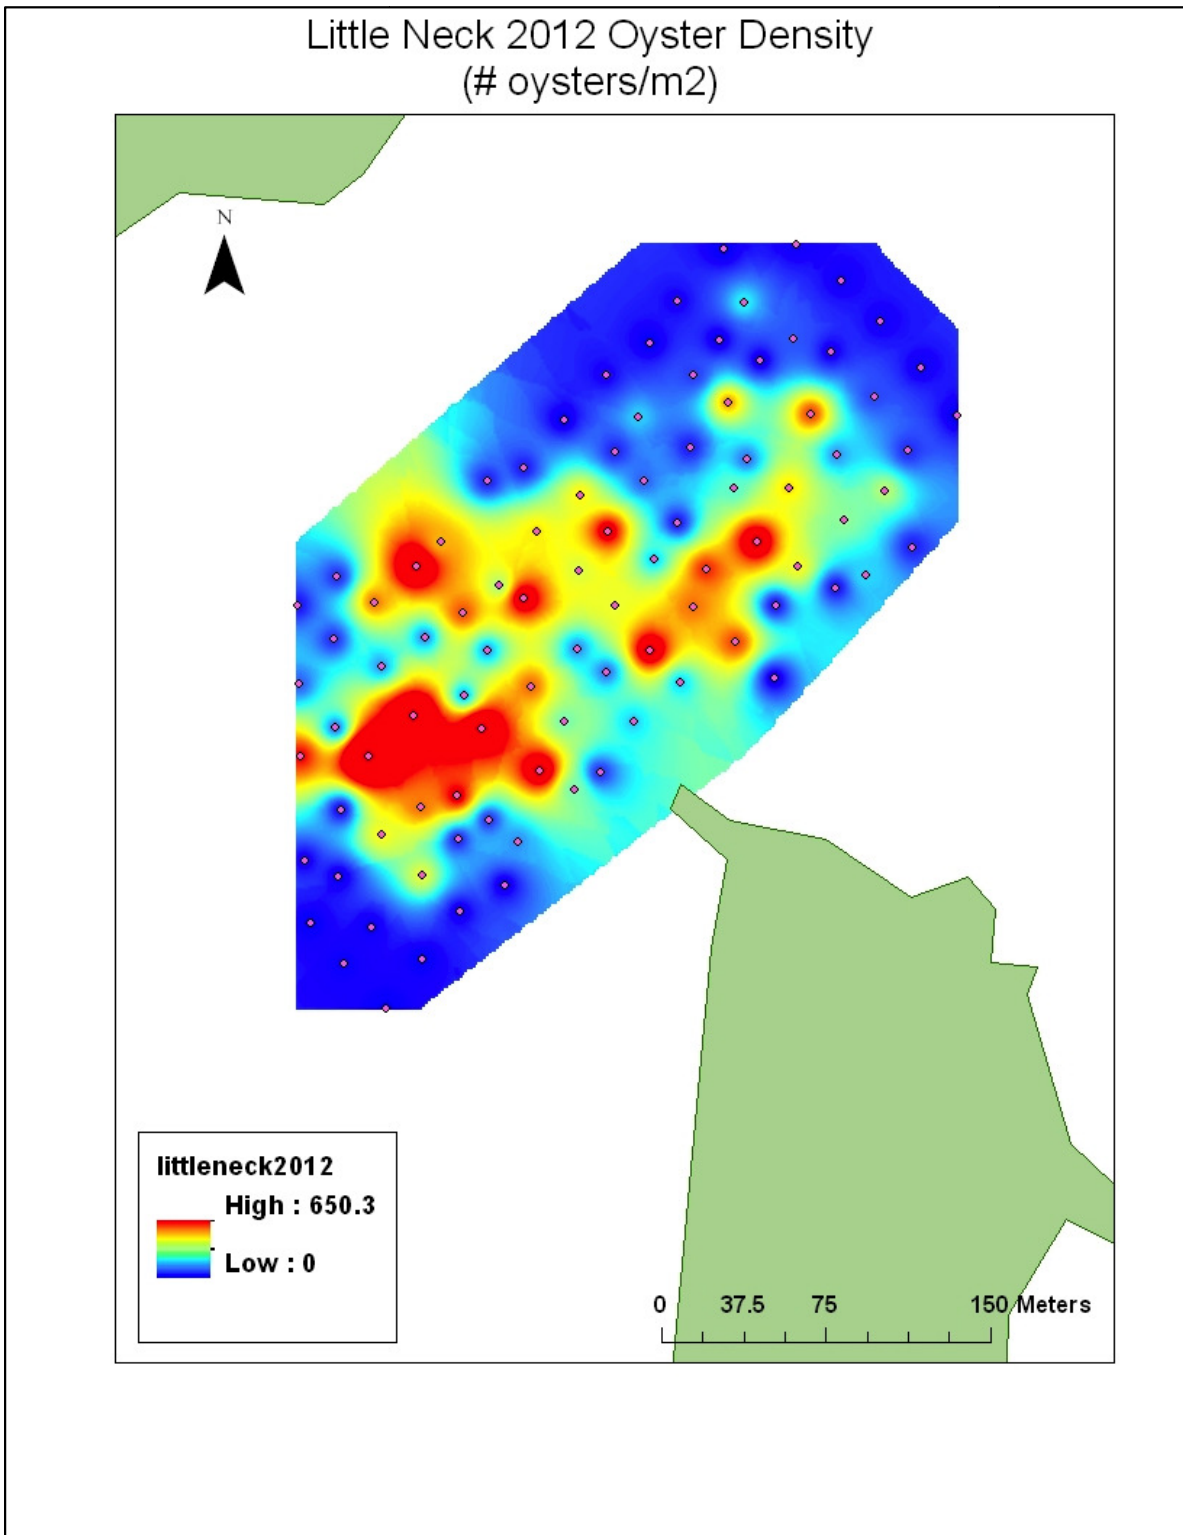 Little Neck 2012 Oyster Density
(# oysters/m2)
N
littleneck2012
High : 650.3
Low : 0
0 37.5 75 150 Meters